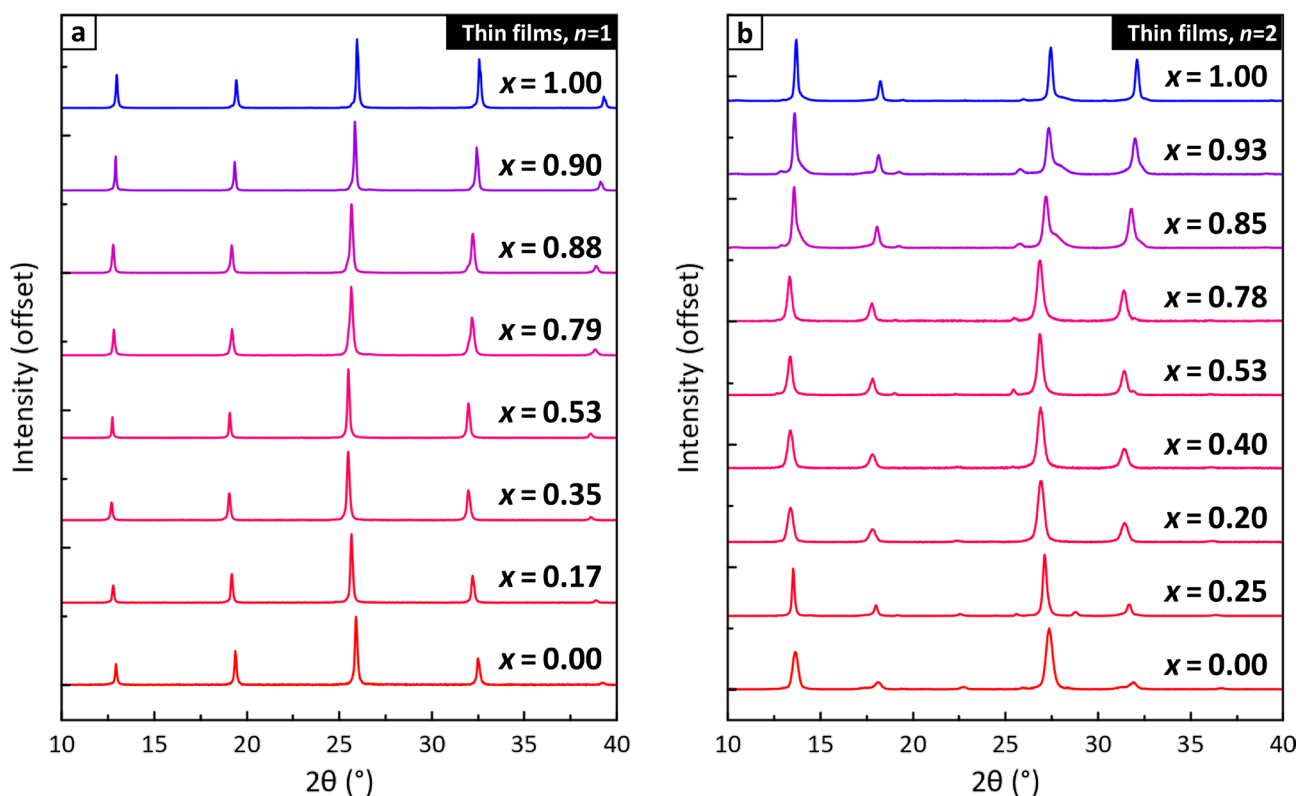 a
Thin films, n=1
x = 1.00
x = 0.90
x = 0.88
x = 0.79
x = 0.53
x = 0.35
x = 0.17
x = 0.00
Intensity (offset)
10 15 20 25 30 35 40
2θ (°)
b
Thin films, n=2
x = 1.00
x = 0.93
x = 0.85
x = 0.78
x = 0.53
x = 0.40
x = 0.20
x = 0.25
x = 0.00
Intensity (offset)
10 15 20 25 30 35 40
2θ (°)